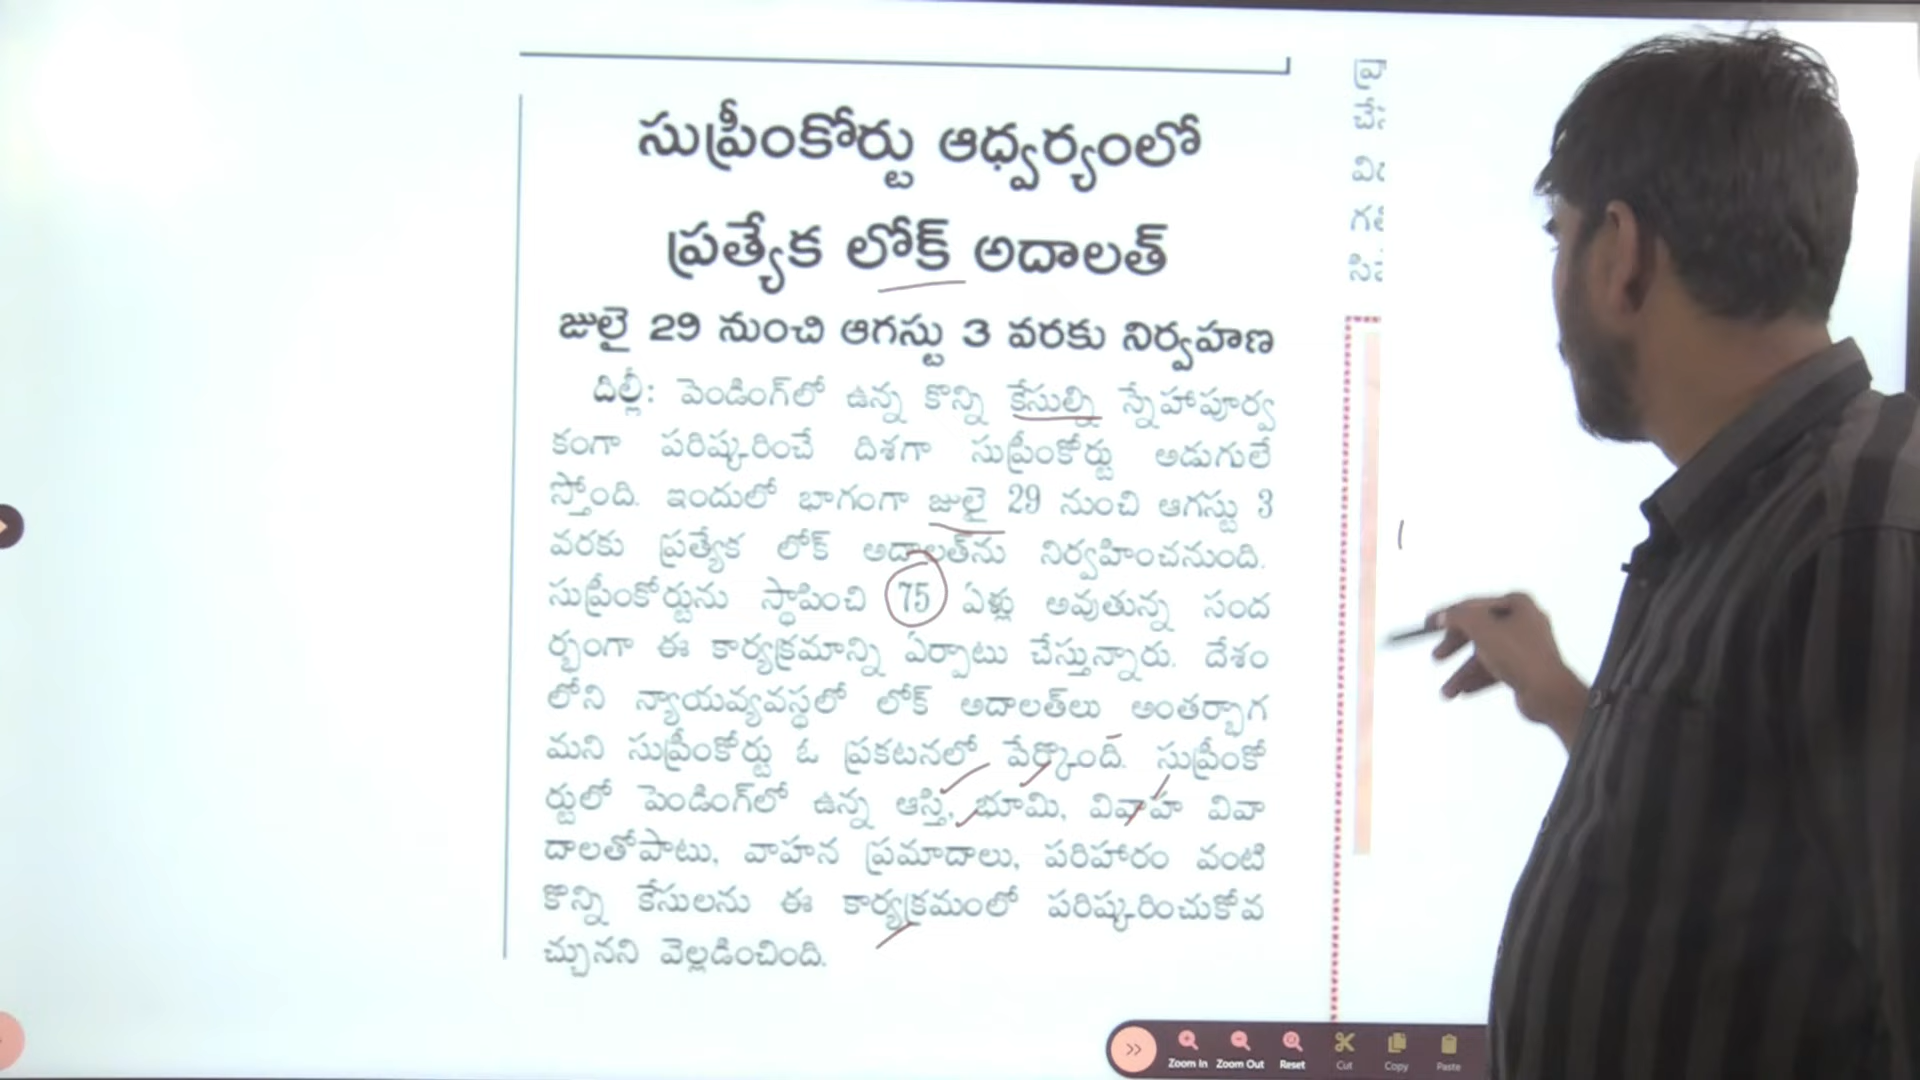 సుప్రీంకోర్టు ఆధ్వర్యంలో
ప్రత్యేక లోక్ అదాలత్
జులై 29 నుంచి ఆగస్టు 3 వరకు నిర్వహణ
దిల్లీ: పెండింగ్‌లో ఉన్న కొన్ని కేసుల్ని స్నేహపూర్వ
కంగా పరిష్కరించే దిశగా సుప్రీంకోర్టు అడుగులే
స్తోంది. ఇందులో భాగంగా జులై 29 నుంచి ఆగస్టు 3
వరకు ప్రత్యేక లోక్ అదాలత్‌ను నిర్వహించనుంది.
సుప్రీంకోర్టును స్థాపించి 75 ఏళ్లు అవుతున్న సంద
ర్భంగా ఈ కార్యక్రమాన్ని ఏర్పాటు చేస్తున్నారు. దేశం
లోని న్యాయవ్యవస్థలో లోక్ అదాలత్‌లు అంతర్భాగ
మని సుప్రీంకోర్టు ఓ ప్రకటనలో పేర్కొంది. సుప్రీంకో
ర్టులో పెండింగ్‌లో ఉన్న ఆస్తి, భూమి, వివాహ వివా
దాలతోపాటు, వాహన ప్రమాదాలు, పరిహారం వంటి
కొన్ని కేసులను ఈ కార్యక్రమంలో పరిష్కరించుకోవ
చ్చునని వెల్లడించింది.
Zoom In Zoom Out Reset Cut Copy Paste